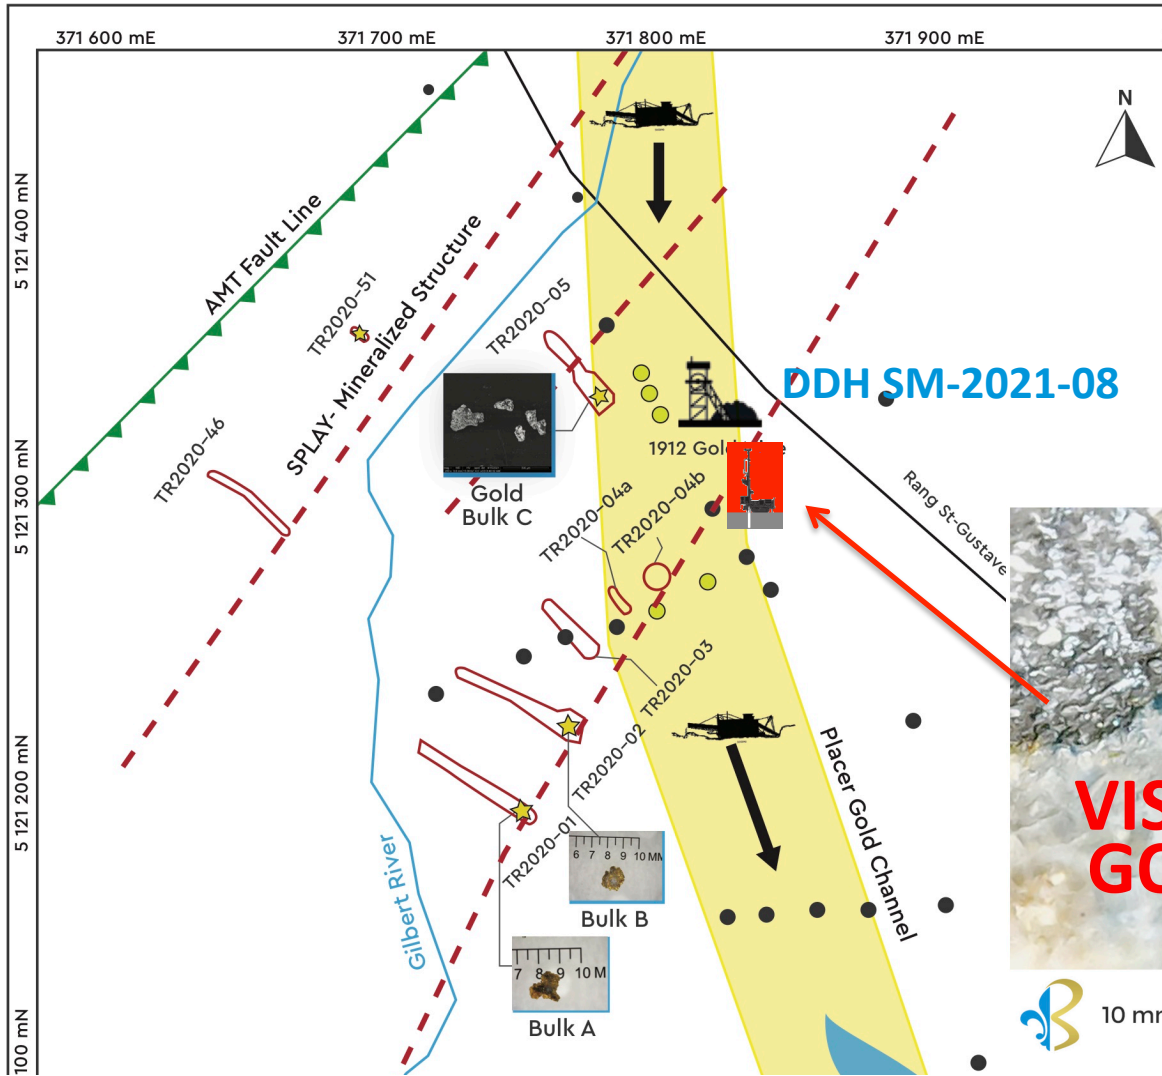 371 600 mE
371 700 mE
371 800 mE
371 900 mE
N
5 121 400 mN
5 121 300 mN
5 121 200 mN
100 mN
AMT Fault Line
SPLAY- Mineralized Structure
TR2020-51
TR2020-46
TR2020-05
DDH SM-2021-08
1912 Gold
Gold
Bulk C
TR2020-04a
TR2020-04b
Rang St-Gustave
TR2020-03
TR2020-02
TR2020-01
Placer Gold Channel
Gilbert River
6 7 8 9 10 MM
Bulk B
7 8 9 10 M
Bulk A
VIS
GO
10 mm